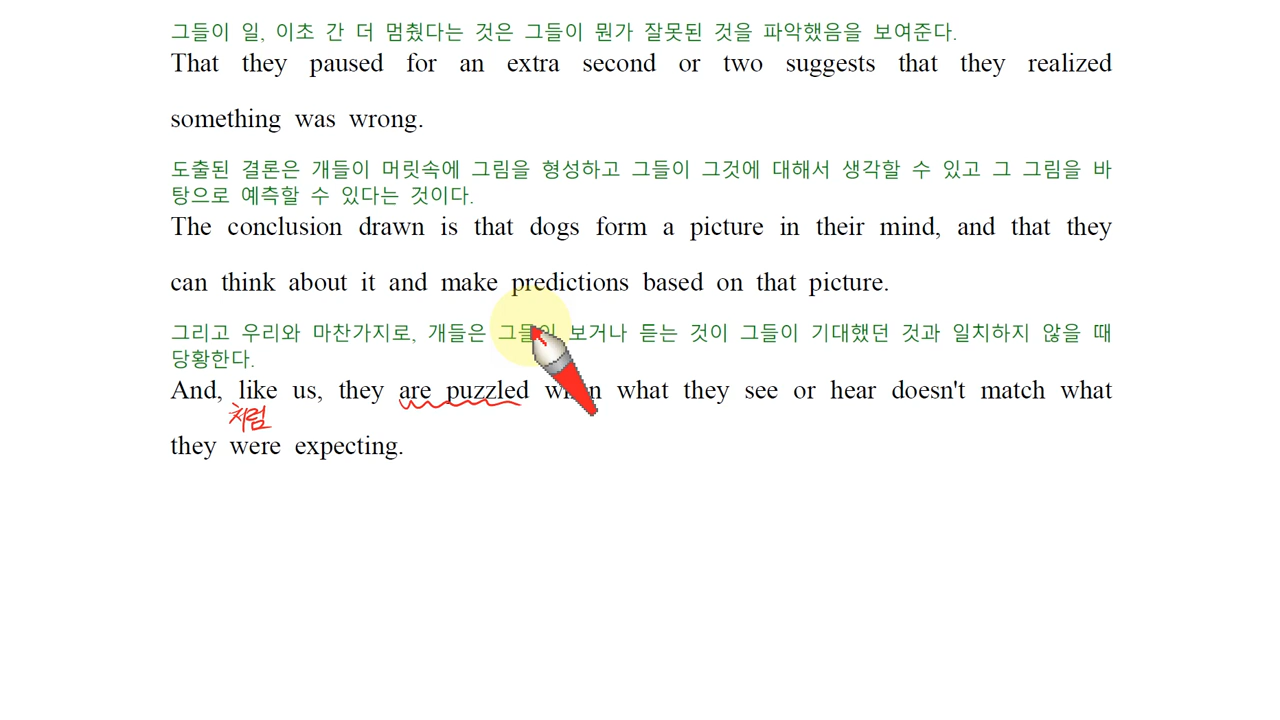 그들이 일, 이초 간 더 멈췄다는 것은 그들이 뭔가 잘못된 것을 파악했음을 보여준다.
That they paused for an extra second or two suggests that they realized
something was wrong.
도출된 결론은 개들이 머릿속에 그림을 형성하고 그들이 그것에 대해서 생각할 수 있고 그 그림을 바
탕으로 예측할 수 있다는 것이다.
The conclusion drawn is that dogs form a picture in their mind, and that they
can think about it and make predictions based on that picture.
그리고 우리와 마찬가지로, 개들은 그들이 보거나 듣는 것이 그들이 기대했던 것과 일치하지 않을 때
당황한다.
And, like us, they are puzzled when what they see or hear doesn't match what
처럼
they were expecting.